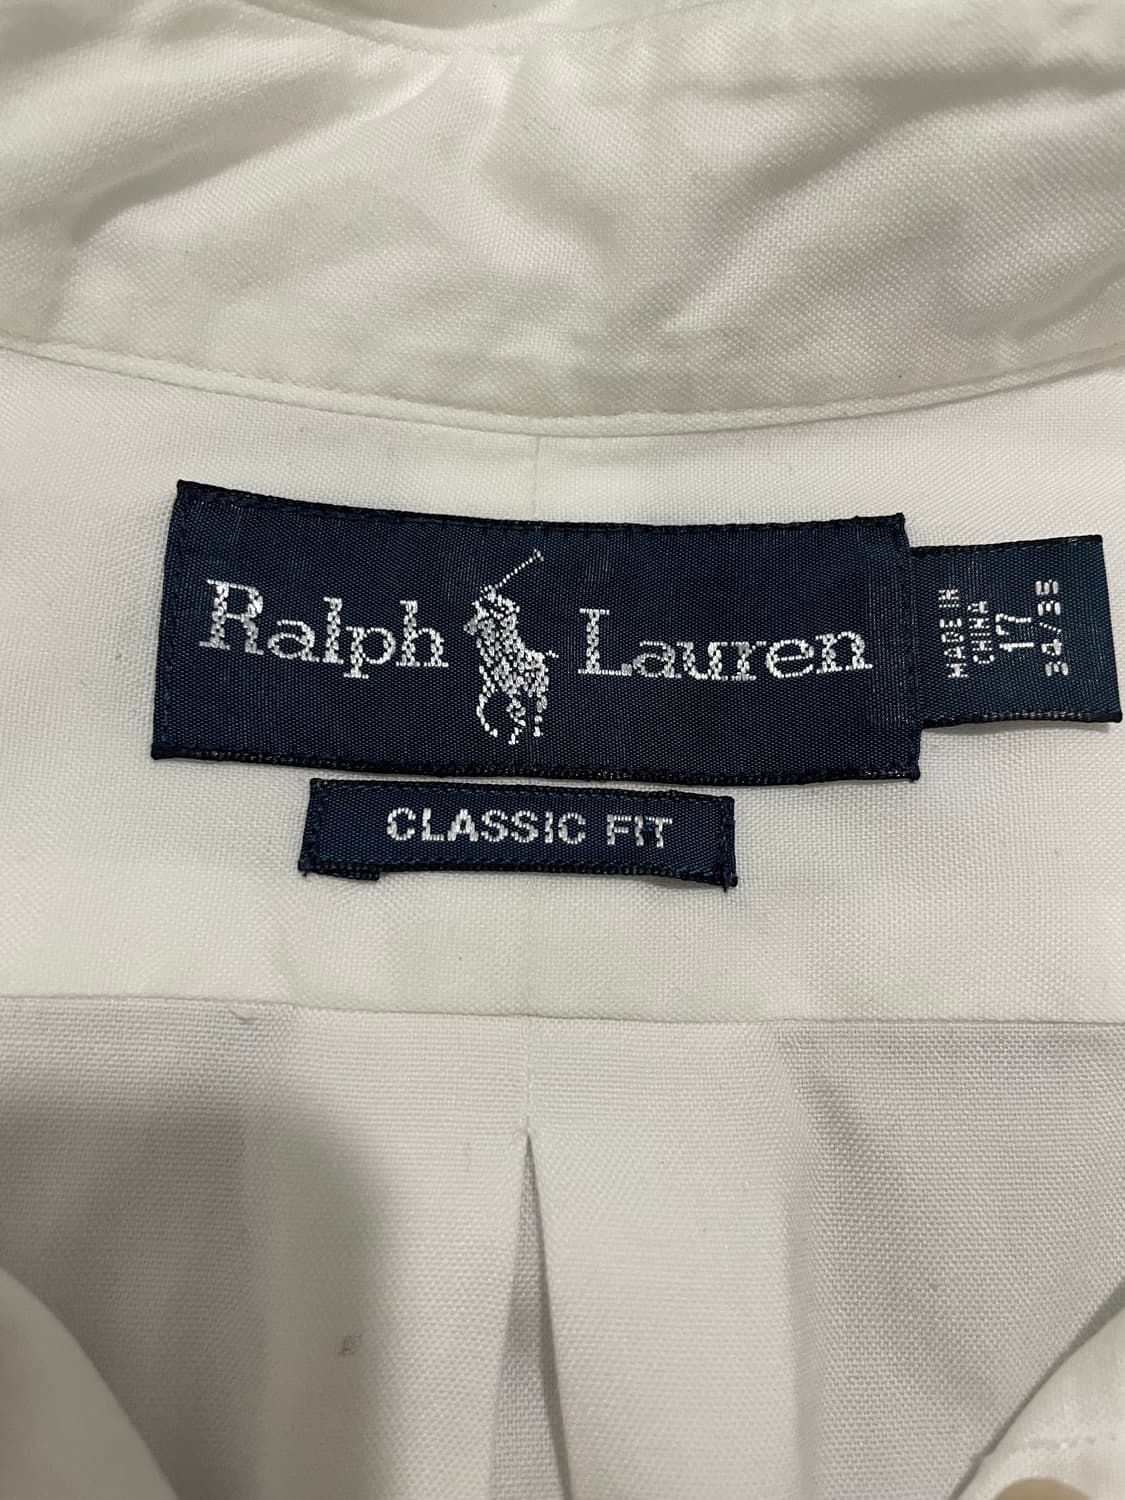 Ralph Lauren
MADE IN
CHINA
17
34/35
CLASSIC FIT